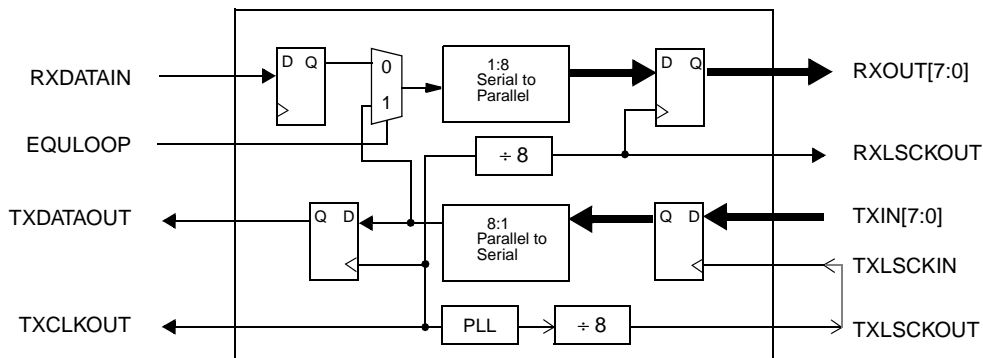 RXDATAIN
D Q
0
1
1:8
Serial to
Parallel
D Q
RXOUT[7:0]
EQULOOP
÷ 8
RXLSCKOUT
TXDATAOUT
Q D
8:1
Parallel to
Serial
Q D
TXIN[7:0]
TXLSCKIN
TXCLKOUT
PLL
÷ 8
TXLSCKOUT